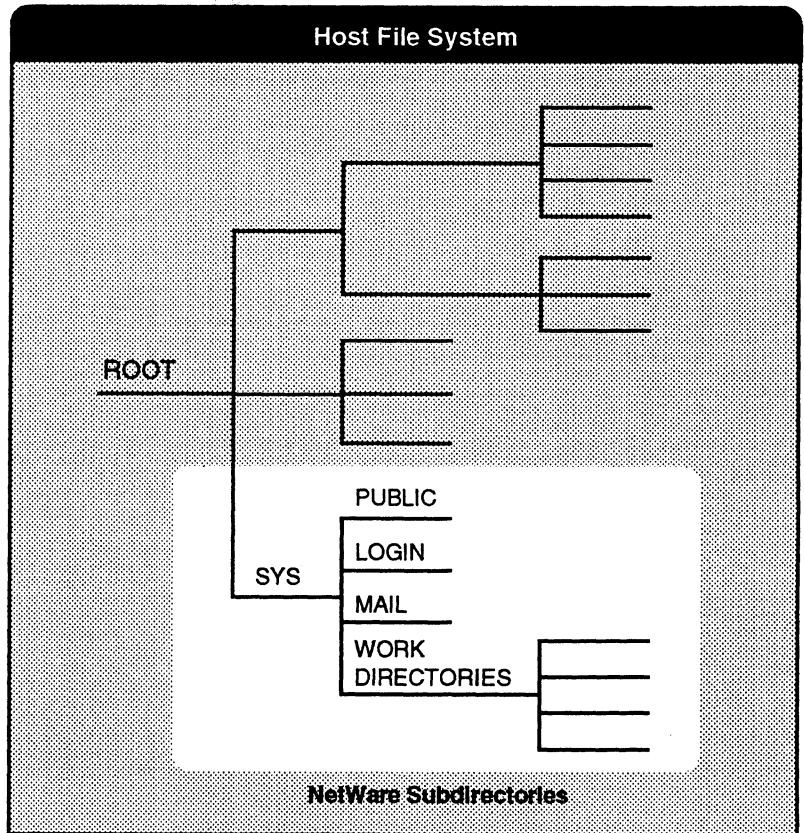 Host File System
ROOT
PUBLIC
LOGIN
SYS
MAIL
WORK
DIRECTORIES
NetWare Subdirectories